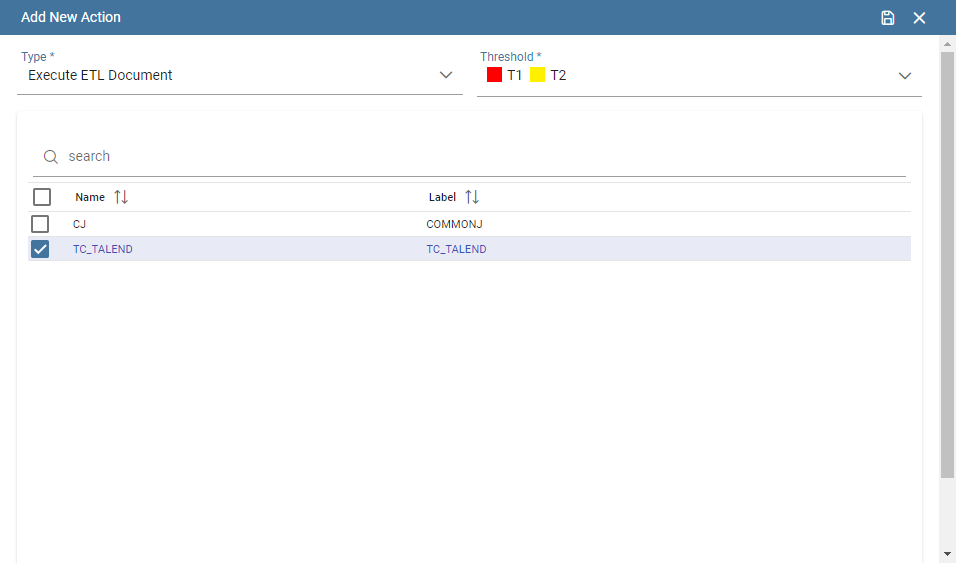 Add New Action
Type * Threshold *
Execute ETL Document T1 T2
search
Name Label
CJ COMMONJ
TC_TALEND TC_TALEND